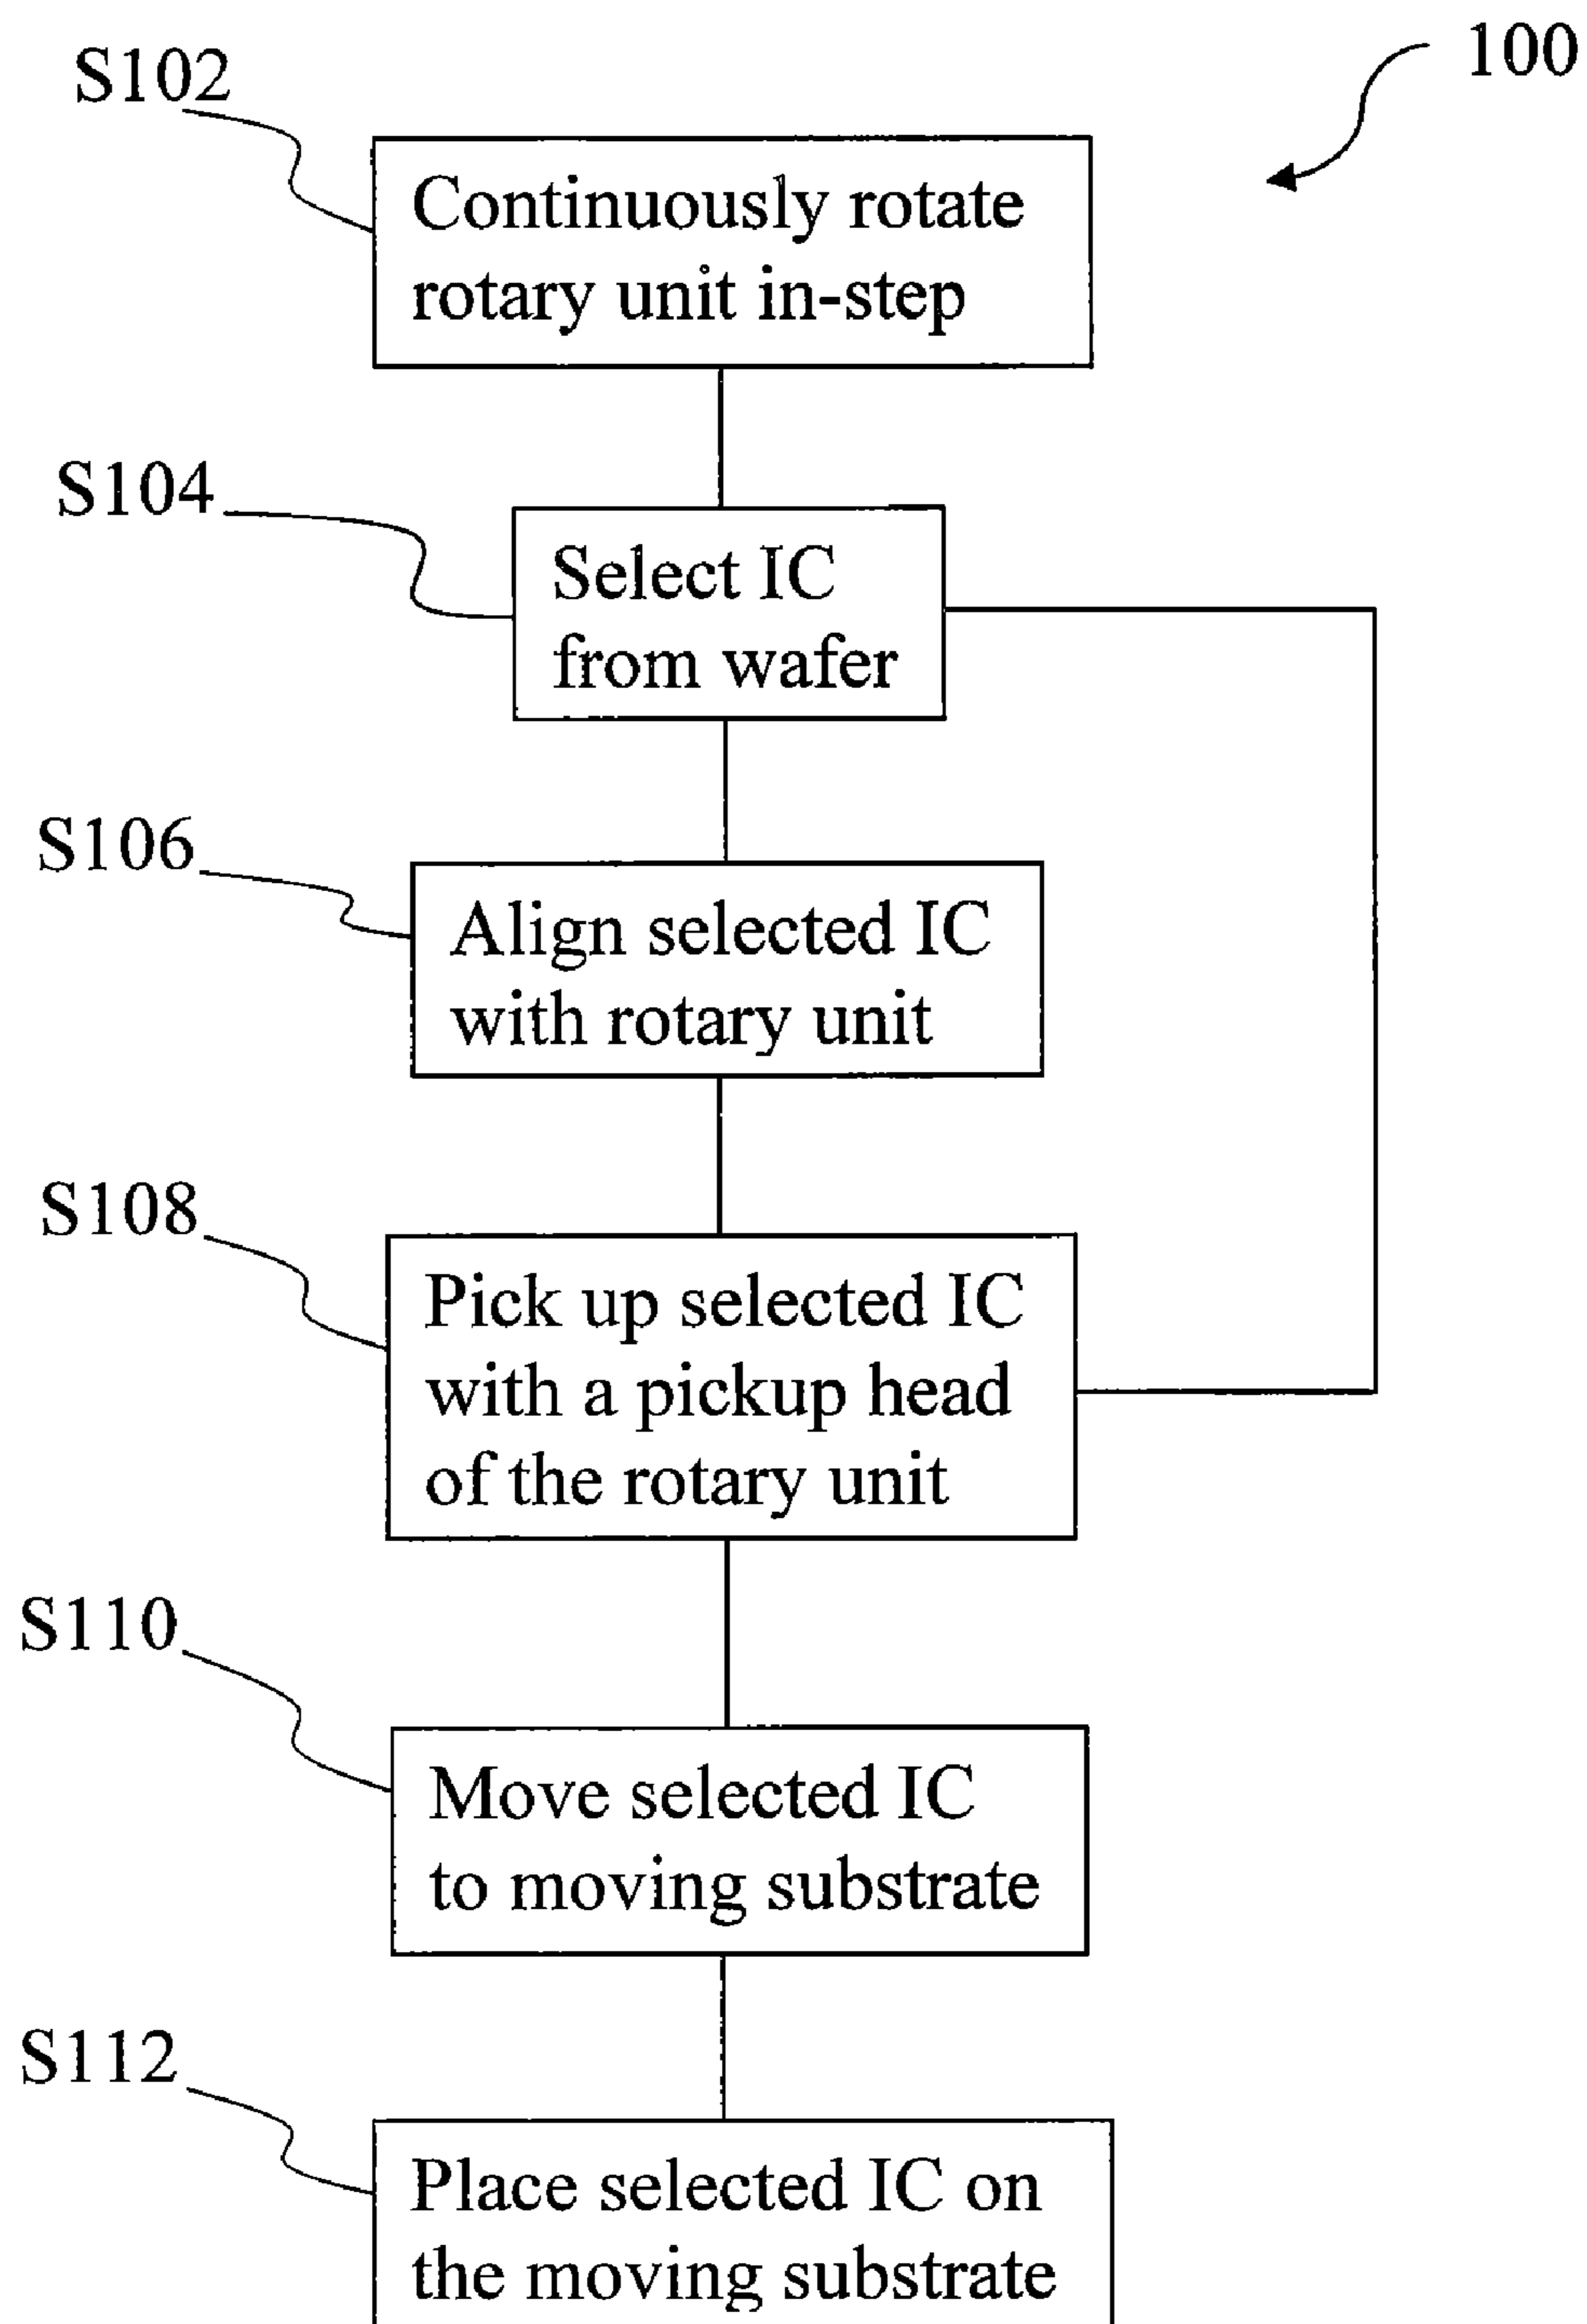 100
S102
Continuously rotate
rotary unit in-step
S104
Select IC
from wafer
S106
Align selected IC
with rotary unit
S108
Pick up selected IC
with a pickup head
of the rotary unit
S110
Move selected IC
to moving substrate
S112
Place selected IC on
the moving substrate